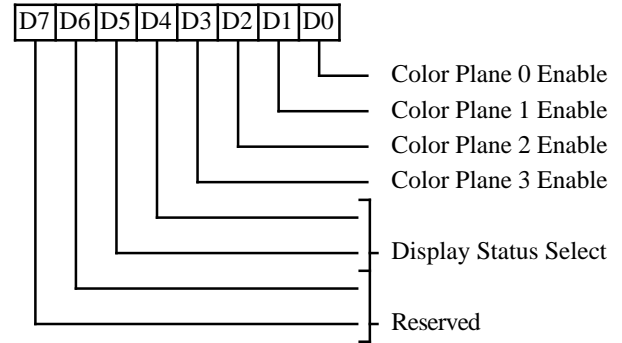 D7 D6 D5 D4 D3 D2 D1 D0
Color Plane 0 Enable
Color Plane 1 Enable
Color Plane 2 Enable
Color Plane 3 Enable
Display Status Select
Reserved